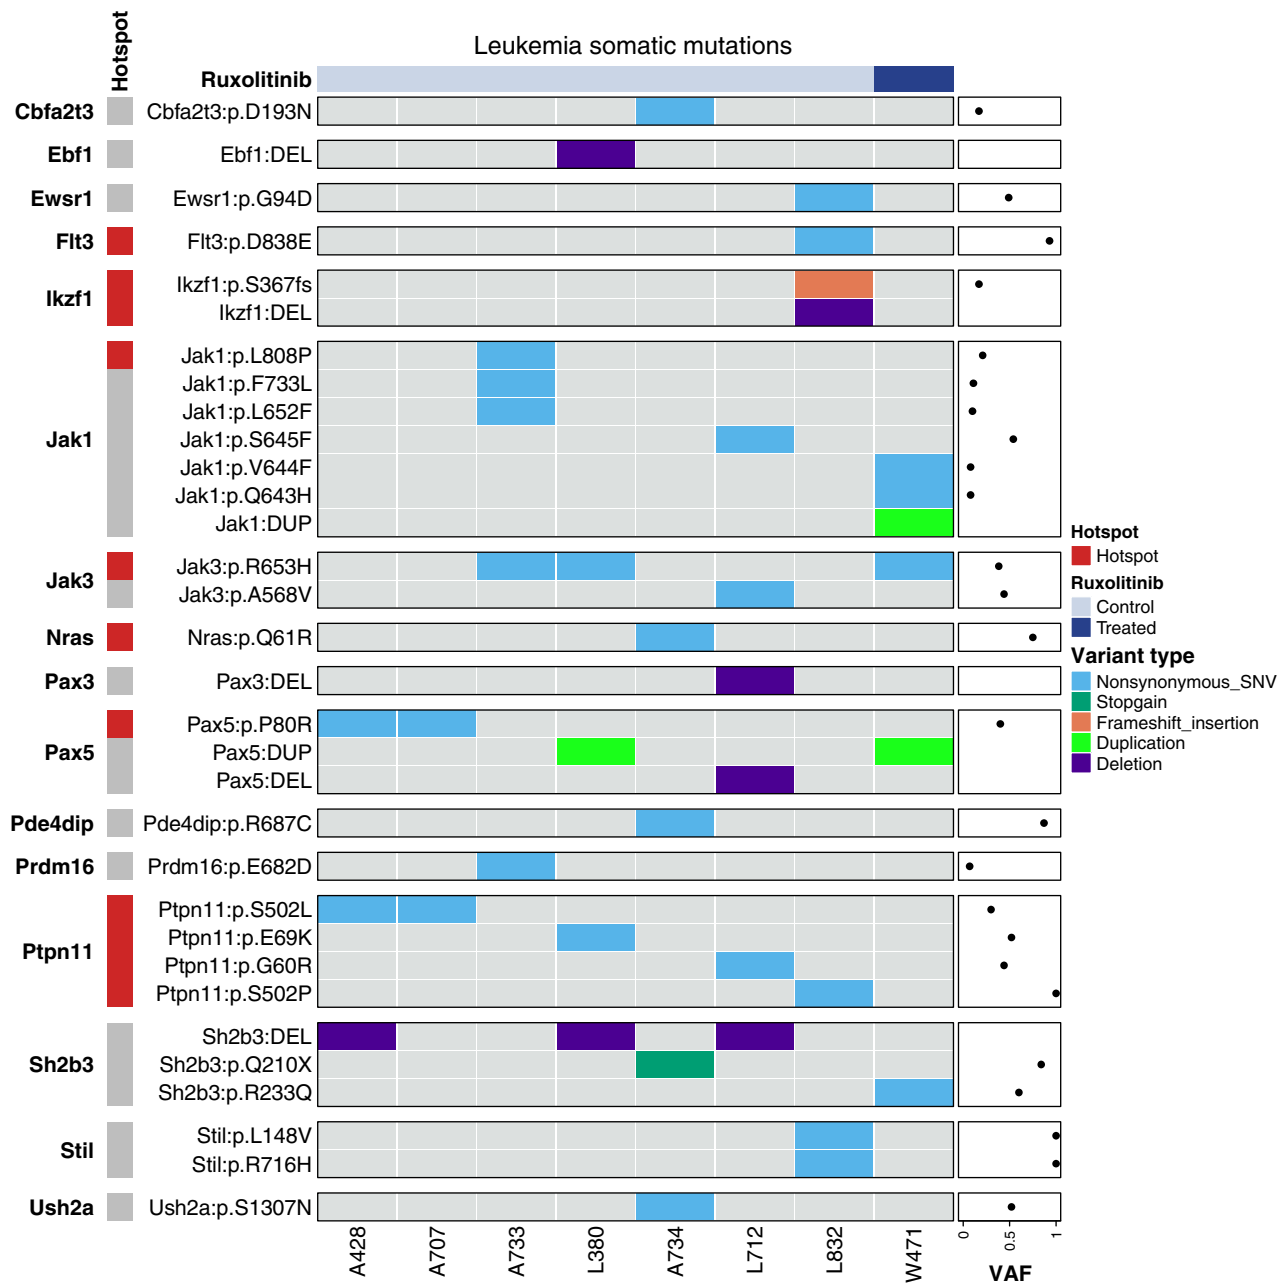 Leukemia somatic mutations
Hotspot
Ruxolitinib
Cbfa2t3 Cbfa2t3:p.D193N
Ebf1 Ebf1:DEL
Ewsr1 Ewsr1:p.G94D
Flt3 Flt3:p.D838E
Ikzf1
Ikzf1:p.S367fs
Ikzf1:DEL
Jak1
Jak1:p.L808P
Jak1:p.F733L
Jak1:p.L652F
Jak1:p.S645F
Jak1:p.V644F
Jak1:p.Q643H
Jak1:DUP
Jak3
Jak3:p.R653H
Jak3:p.A568V
Nras Nras:p.Q61R
Pax3 Pax3:DEL
Pax5
Pax5:p.P80R
Pax5:DUP
Pax5:DEL
Pde4dip Pde4dip:p.R687C
Prdm16 Prdm16:p.E682D
Ptpn11
Ptpn11:p.S502L
Ptpn11:p.E69K
Ptpn11:p.G60R
Ptpn11:p.S502P
Sh2b3
Sh2b3:DEL
Sh2b3:p.Q210X
Sh2b3:p.R233Q
Stil
Stil:p.L148V
Stil:p.R716H
Ush2a Ush2a:p.S1307N
A428 A707 A733 L380 A734 L712 L832 W471
0 0.5 1
VAF
Hotspot
Hotspot
Ruxolitinib
Control
Treated
Variant type
Nonsynonymous_SNV
Stopgain
Frameshift_insertion
Duplication
Deletion